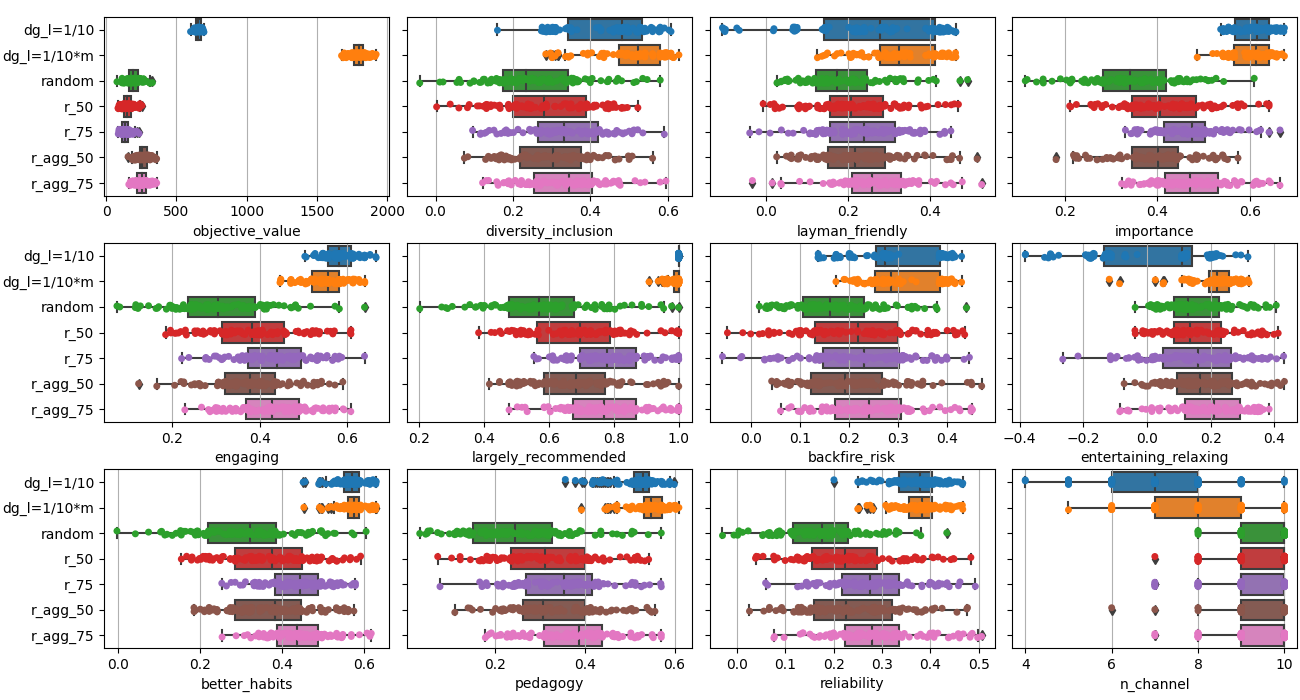 dg_l=1/10
dg_l=1/10*m
random
r_50
r_75
r_agg_50
r_agg_75
0 500 1000 1500 2000
0.0 0.2 0.4 0.6
0.0 0.2 0.4
0.2 0.4 0.6
objective_value diversity_inclusion layman_friendly importance
dg_l=1/10
dg_l=1/10*m
random
r_50
r_75
r_agg_50
r_agg_75
0.2 0.4 0.6
0.2 0.4 0.6 0.8 1.0
0.0 0.1 0.2 0.3 0.4
−0.4 −0.2 0.0 0.2 0.4
engaging largely_recommended backfire_risk entertaining_relaxing
dg_l=1/10
dg_l=1/10*m
random
r_50
r_75
r_agg_50
r_agg_75
0.0 0.2 0.4 0.6
0.2 0.4 0.6
0.0 0.1 0.2 0.3 0.4 0.5
4 6 8 10
better_habits pedagogy reliability n_channel